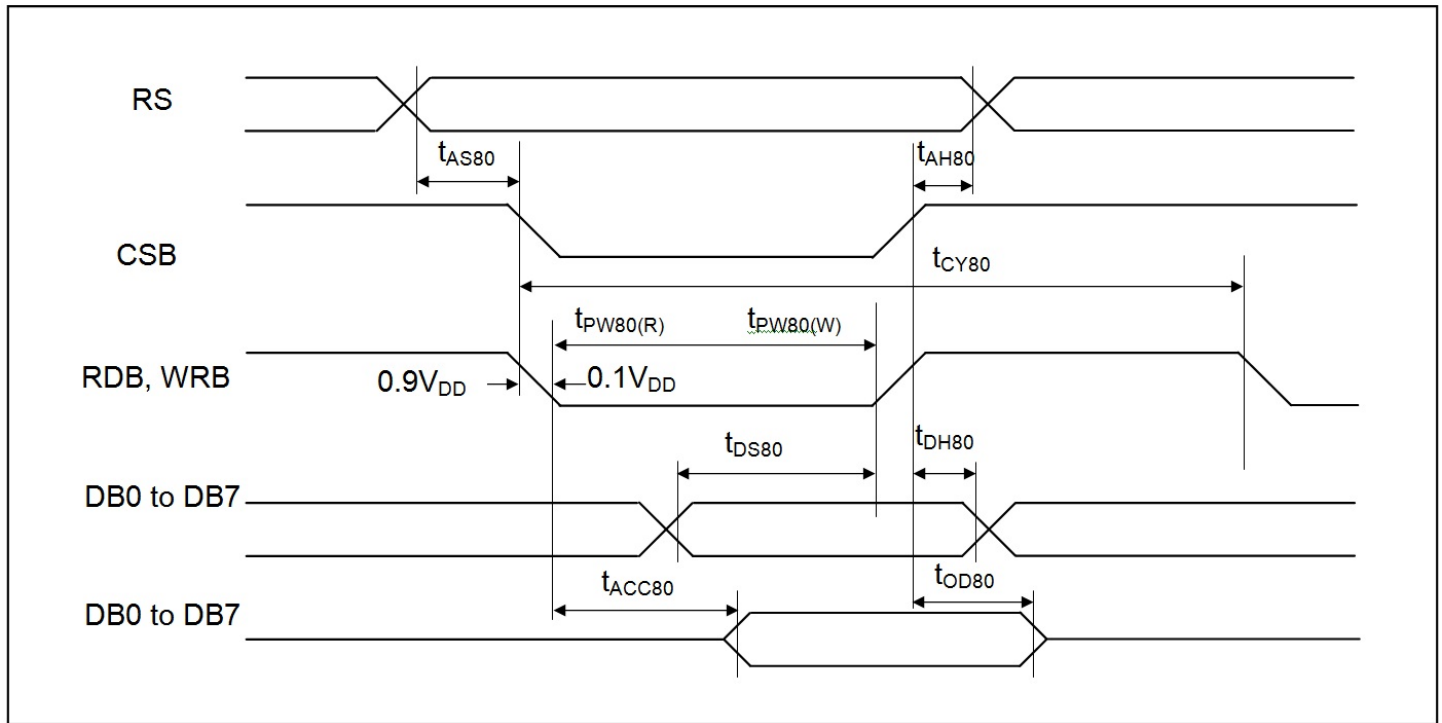 RS
tAS80 tAH80
CSB
tCY80
tPW80(R) tPW80(W)
RDB, WRB 0.9VDD 0.1VDD
tDS80 tDH80
DB0 to DB7
tACC80 tOD80
DB0 to DB7